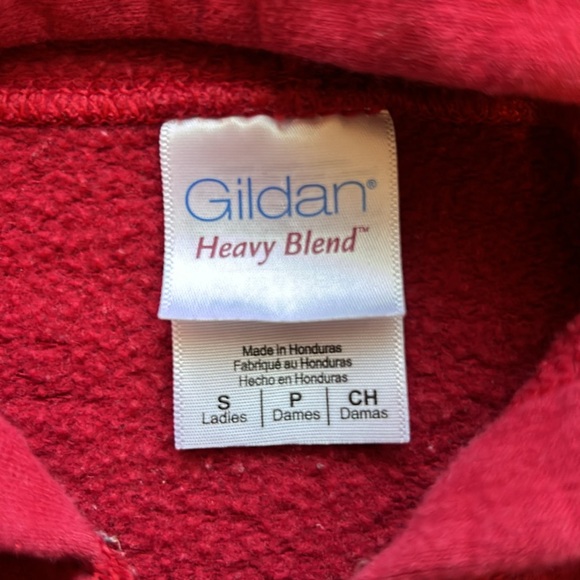 Gildan®
Heavy Blend™
Made in Honduras
Fabriqué au Honduras
Hecho en Honduras
S | P | CH
Ladies | Dames | Damas